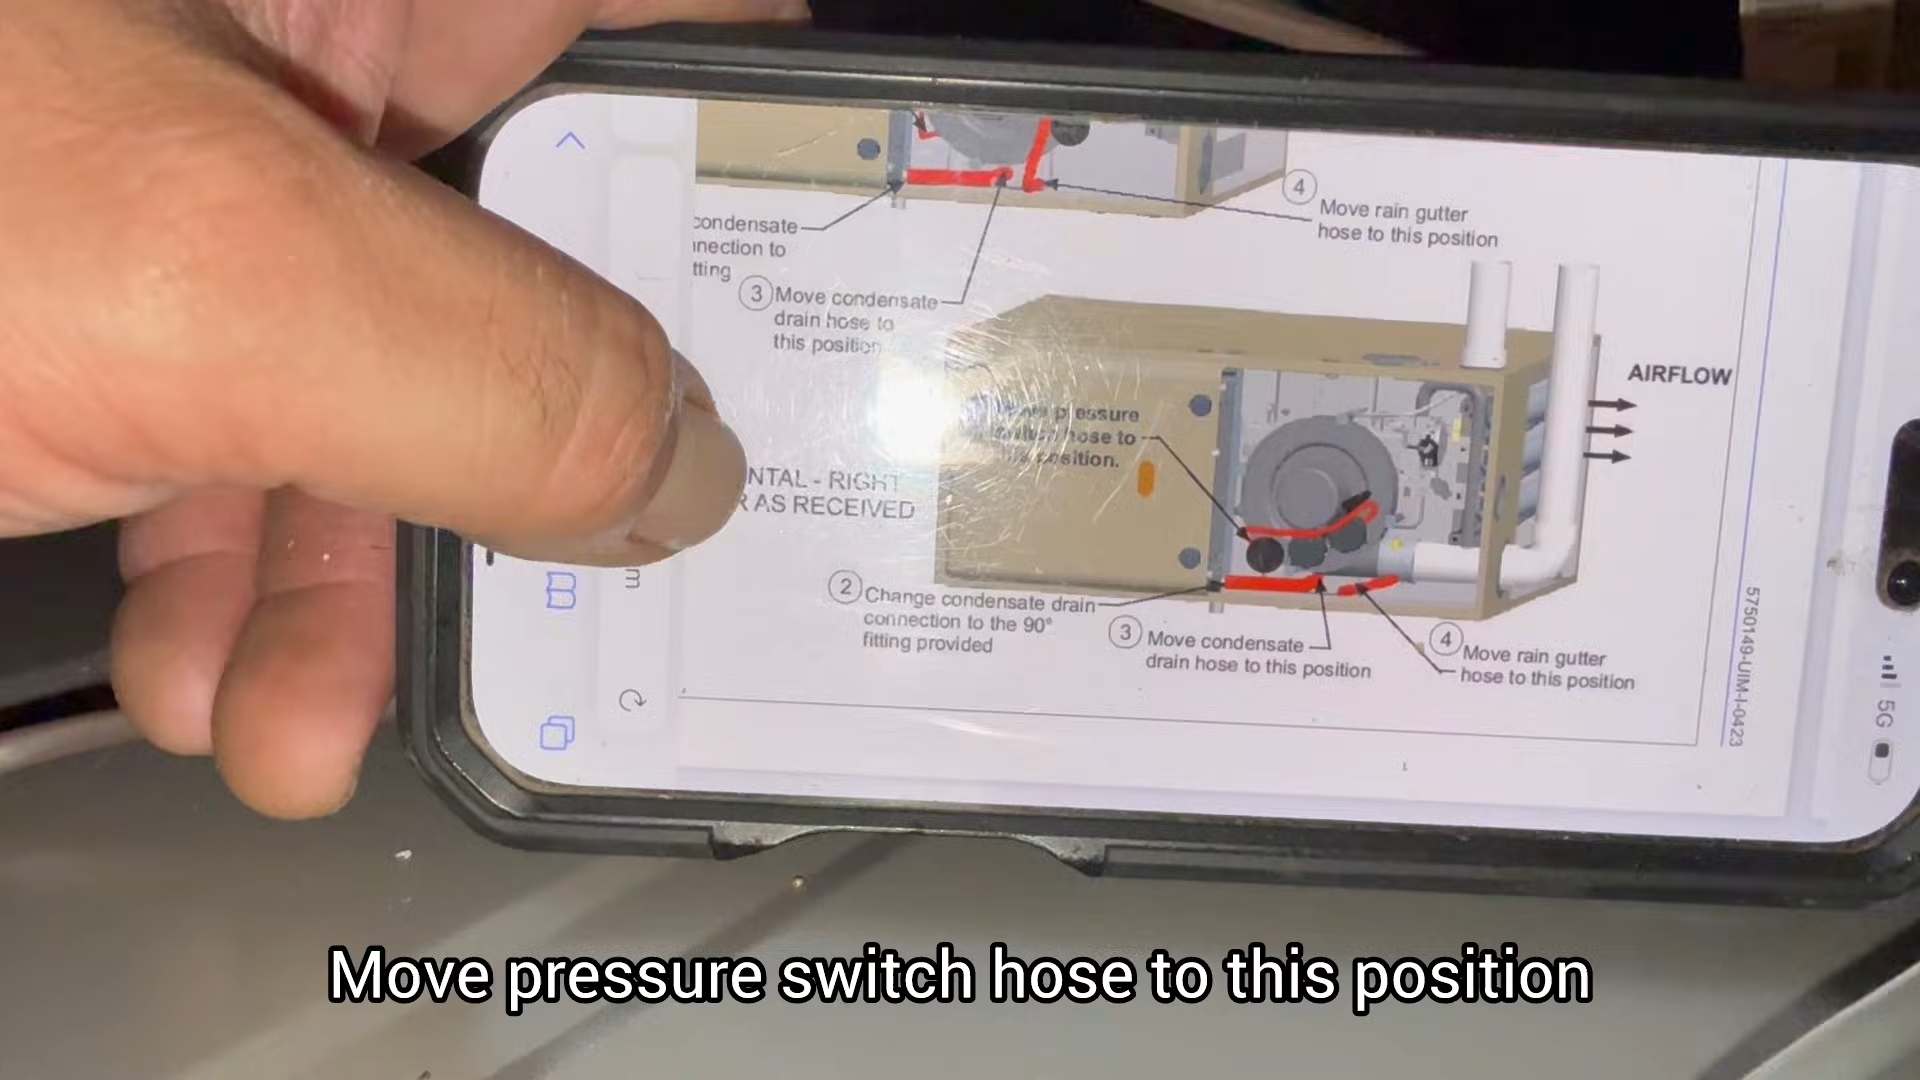 4
Move rain gutter
hose to this position
condensate
nection to
tting
3
Move condensate
drain hose to
this position
AIRFLOW
pressure
switch hose to
this position.
NTAL - RIGHT
R AS RECEIVED
2
Change condensate drain
connection to the 90°
fitting provided
3
Move condensate
drain hose to this position
4
Move rain gutter
hose to this position
5750149-UIM-I-0423
5G
m
Move pressure switch hose to this position